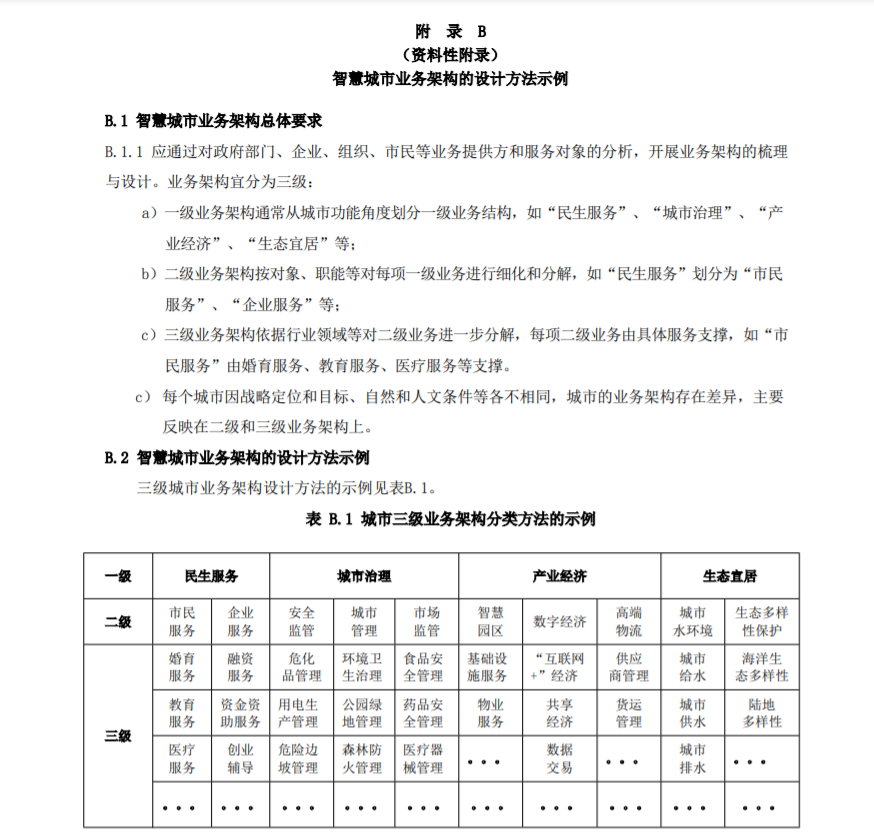 附 录 B
（资料性附录）
智慧城市业务架构的设计方法示例
B.1 智慧城市业务架构总体要求
B.1.1 应通过对政府部门、企业、组织、市民等业务提供方和服务对象的分析，开展业务架构的梳理
与设计。业务架构宜分为三级：
a）一级业务架构通常从城市功能角度划分一级业务结构，如“民生服务”、“城市治理”、“产
业经济”、“生态宜居”等；
b）二级业务架构按对象、职能等对每项一级业务进行细化和分解，如“民生服务”划分为“市民
服务”、“企业服务”等；
c）三级业务架构依据行业领域等对二级业务进一步分解，每项二级业务由具体服务支撑，如“市
民服务”由婚育服务、教育服务、医疗服务等支撑。
c） 每个城市因战略定位和目标、自然和人文条件等各不相同，城市的业务架构存在差异，主要
反映在二级和三级业务架构上。
B.2 智慧城市业务架构的设计方法示例
三级城市业务架构设计方法的示例见表B.1。
表 B.1 城市三级业务架构分类方法的示例
一级 民生服务 城市治理 产业经济 生态宜居
二级 市民服务 企业服务 安全监管 城市管理 市场监管 智慧园区 数字经济 高端物流 城市水环境 生态多样性保护
三级 婚育服务 融资服务 危化品管理 环境卫生治理 食品安全管理 基础设施服务 “互联网+”经济 供应商管理 城市给水 海洋生态多样性
教育服务 资金资助服务 用电生产管理 公园绿地管理 药品安全管理 物业服务 共享经济 货运管理 城市供水 陆地多样性
医疗服务 创业辅导 危险边坡管理 森林防火管理 医疗器械管理 ••• 数据交易 ••• 城市排水 •••
••• ••• ••• ••• ••• ••• ••• ••• ••• •••